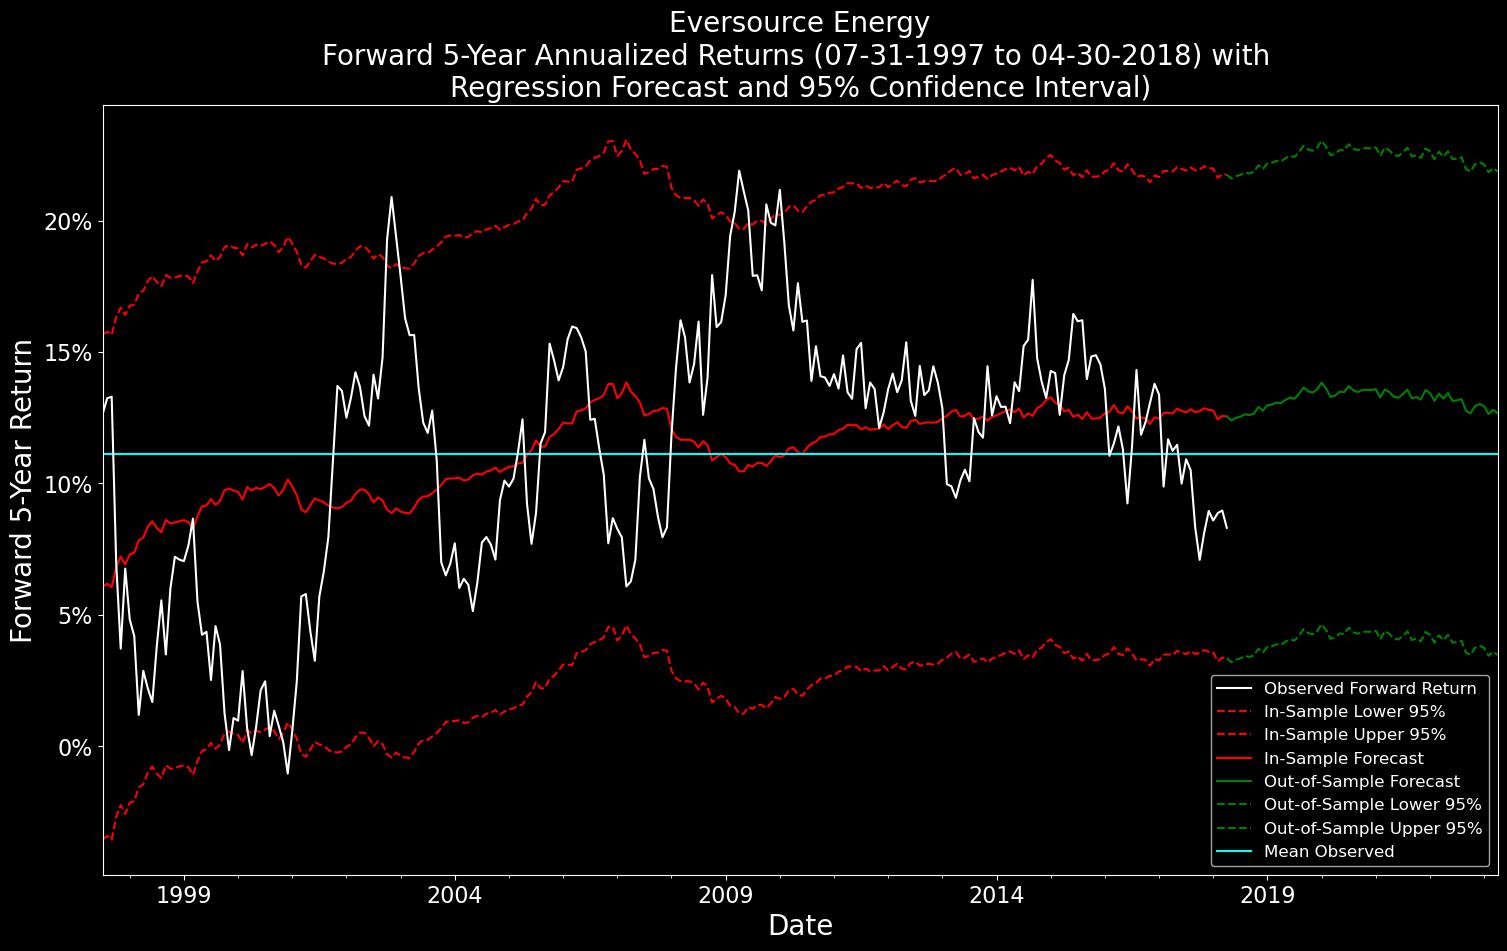 Eversource Energy
Forward 5-Year Annualized Returns (07-31-1997 to 04-30-2018) with
Regression Forecast and 95% Confidence Interval)
Forward 5-Year Return
20%
15%
10%
5%
0%
1999
2004
2009
2014
2019
Date
Observed Forward Return
In-Sample Lower 95%
In-Sample Upper 95%
In-Sample Forecast
Out-of-Sample Forecast
Out-of-Sample Lower 95%
Out-of-Sample Upper 95%
Mean Observed